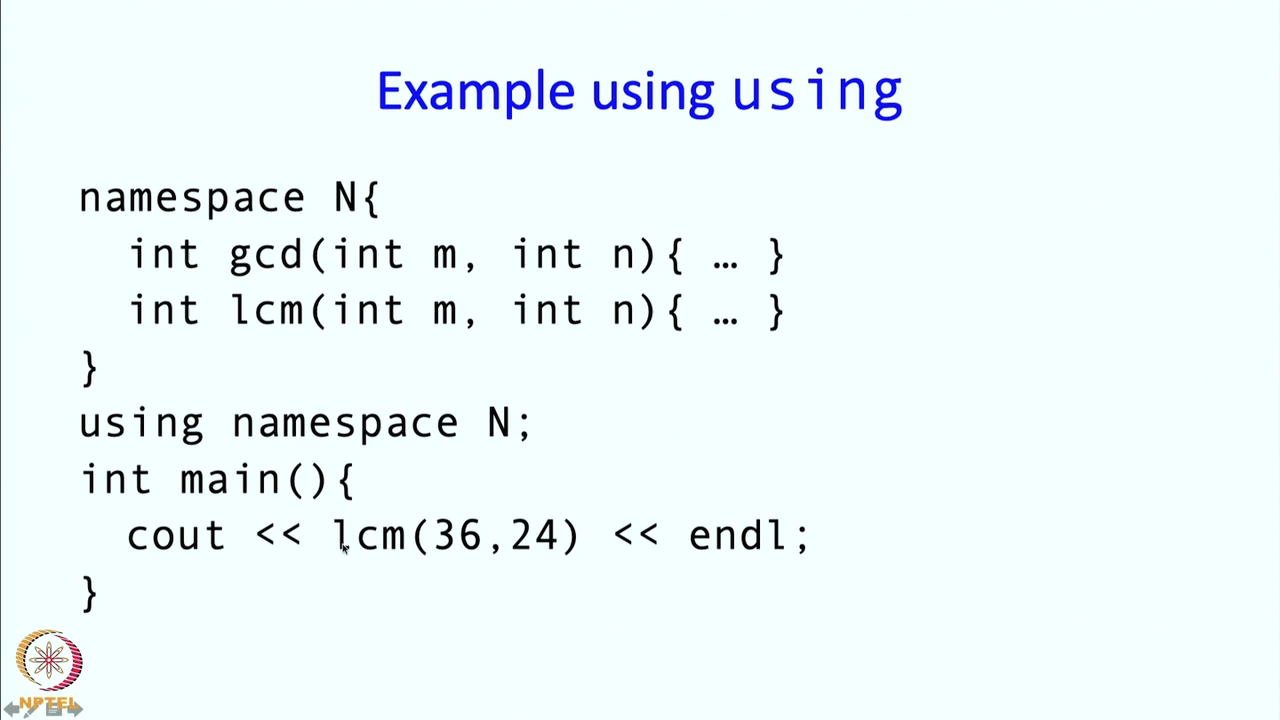 Example using using
namespace N{
int gcd(int m, int n){ … }
int lcm(int m, int n){ … }
}
using namespace N;
int main(){
cout << lcm(36,24) << endl;
}
NPTEL